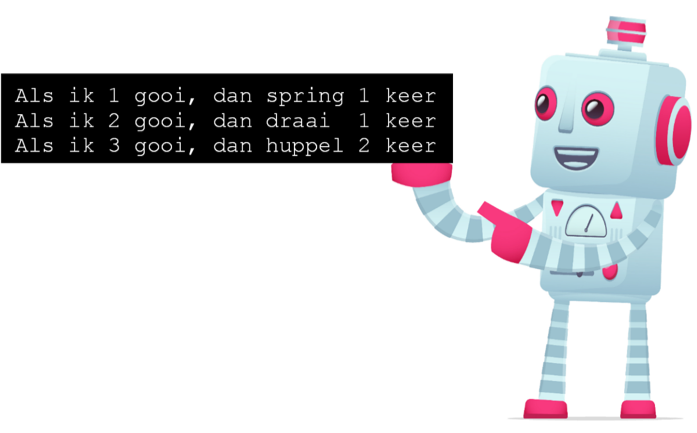 Als ik 1 gooi, dan spring 1 keer
Als ik 2 gooi, dan draai  1 keer
Als ik 3 gooi, dan huppel 2 keer